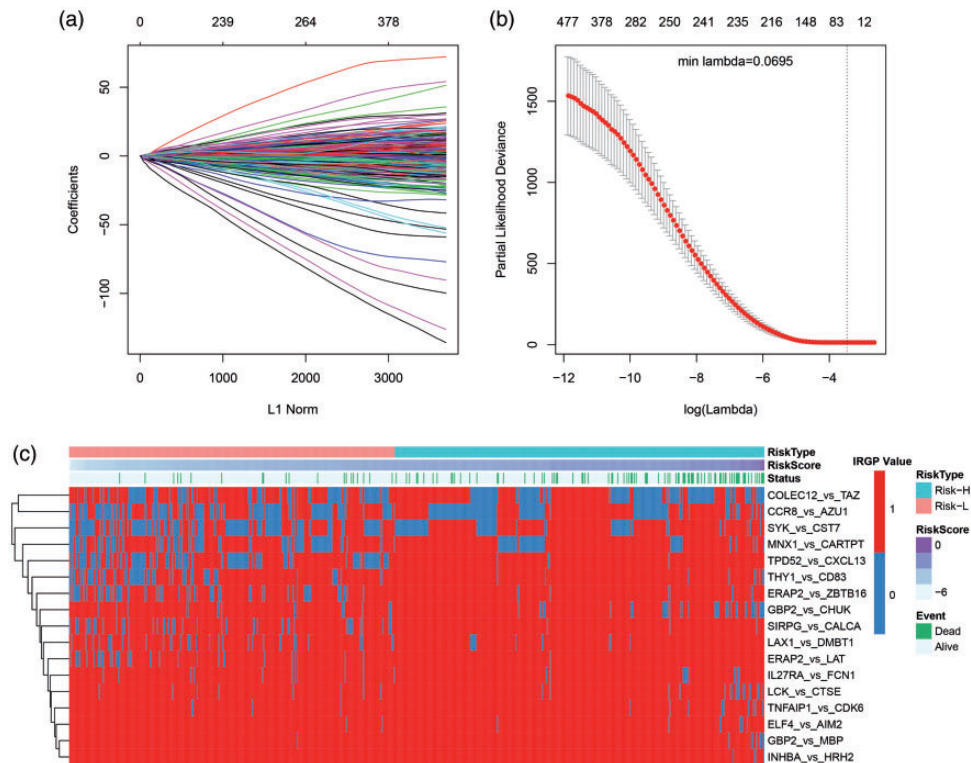 (a)
0 239 264 378
Coefficients
50
0
−50
−100
0 1000 2000 3000
L1 Norm
(b)
477 378 282 250 241 235 216 148 83 12
min lambda=0.0695
Partial Likelihood Deviance
1500
1000
500
0
−12 −10 −8 −6 −4
log(Lambda)
(c)
RiskType
RiskScore
Status
COLEC12_vs_TAZ
CCR8_vs_AZU1
SYK_vs_CST7
MNX1_vs_CARTPT
TPD52_vs_CXCL13
THY1_vs_CD83
ERAP2_vs_ZBTB16
GBP2_vs_CHUK
SIRPG_vs_CALCA
LAX1_vs_DMBT1
ERAP2_vs_LAT
IL27RA_vs_FCN1
LCK_vs_CTSE
TNFAIP1_vs_CDK6
ELF4_vs_AIM2
GBP2_vs_MBP
INHBA_vs_HRH2
IRGP Value
1
0
RiskType
Risk−H
Risk−L
RiskScore
0
−6
Event
Dead
Alive